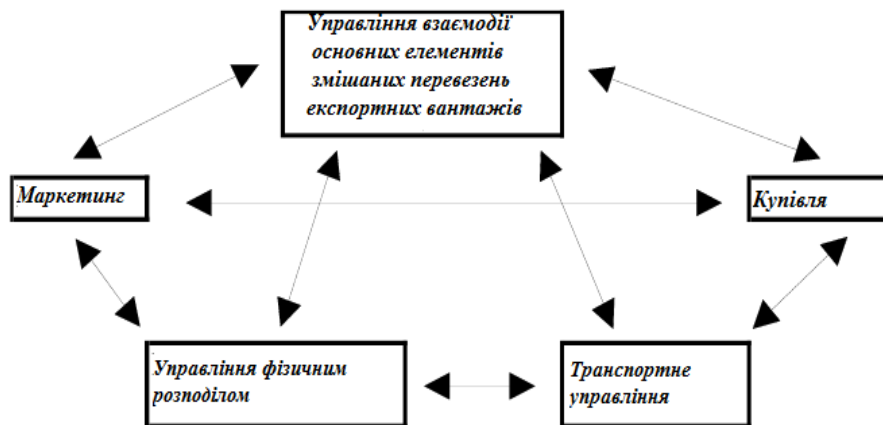 Управління взаємодії
основних елементів
змішаних перевезень
експортних вантажів
Маркетинг
Купівля
Управління фізичним
розподілом
Транспортне
управління